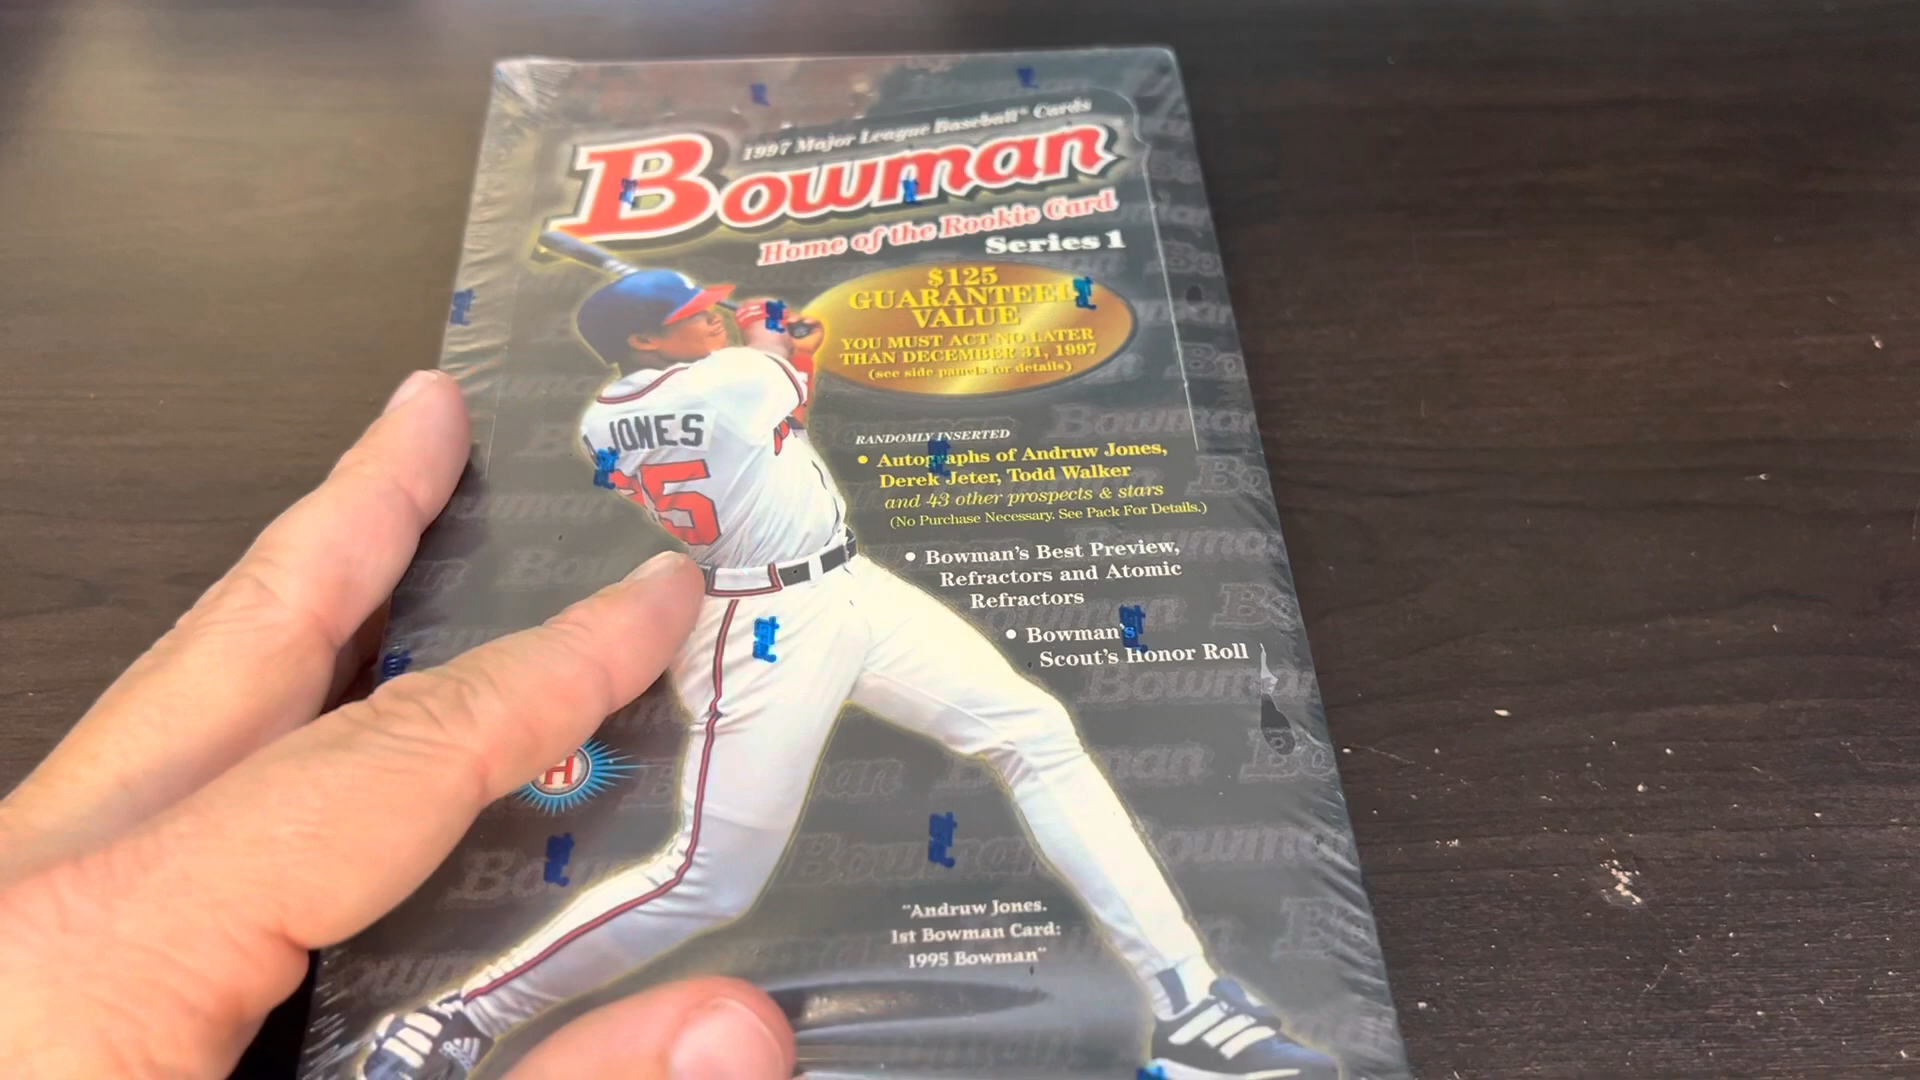 1997 Major League Baseball® Cards
Bowman
Home of the Rookie Card
Series 1
$125
GUARANTEED
VALUE
YOU MUST ACT NO LATER
THAN DECEMBER 31, 1997
(see side panels for details)
JONES
25
RANDOMLY INSERTED
• Autographs of Andruw Jones,
Derek Jeter, Todd Walker
and 43 other prospects & stars
(No Purchase Necessary. See Pack For Details.)
• Bowman's Best Preview,
Refractors and Atomic
Refractors
• Bowman's
Scout's Honor Roll
H
"Andruw Jones.
1st Bowman Card:
1995 Bowman"
adidas